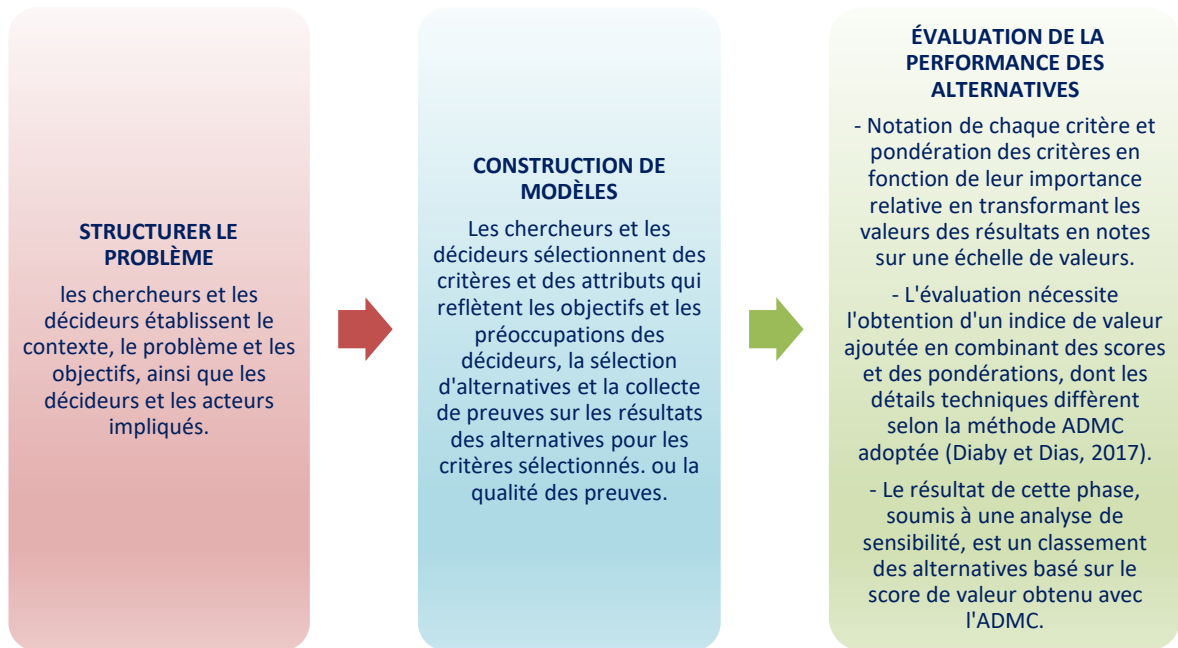 STRUCTURER LE
PROBLÈME
les chercheurs et les
décideurs établissent le
contexte, le problème et les
objectifs, ainsi que les
décideurs et les acteurs
impliqués.
CONSTRUCTION DE
MODÈLES
Les chercheurs et les
décideurs sélectionnent des
critères et des attributs qui
reflètent les objectifs et les
préoccupations des
décideurs, la sélection
d'alternatives et la collecte
de preuves sur les résultats
des alternatives pour les
critères sélectionnés. ou la
qualité des preuves.
ÉVALUATION DE LA
PERFORMANCE DES
ALTERNATIVES
- Notation de chaque critère et
pondération des critères en
fonction de leur importance
relative en transformant les
valeurs des résultats en notes
sur une échelle de valeurs.
- L'évaluation nécessite
l'obtention d'un indice de valeur
ajoutée en combinant des scores
et des pondérations, dont les
détails techniques diffèrent
selon la méthode ADMC
adoptée (Diaby et Dias, 2017).
- Le résultat de cette phase,
soumis à une analyse de
sensibilité, est un classement
des alternatives basé sur le
score de valeur obtenu avec
l'ADMC.